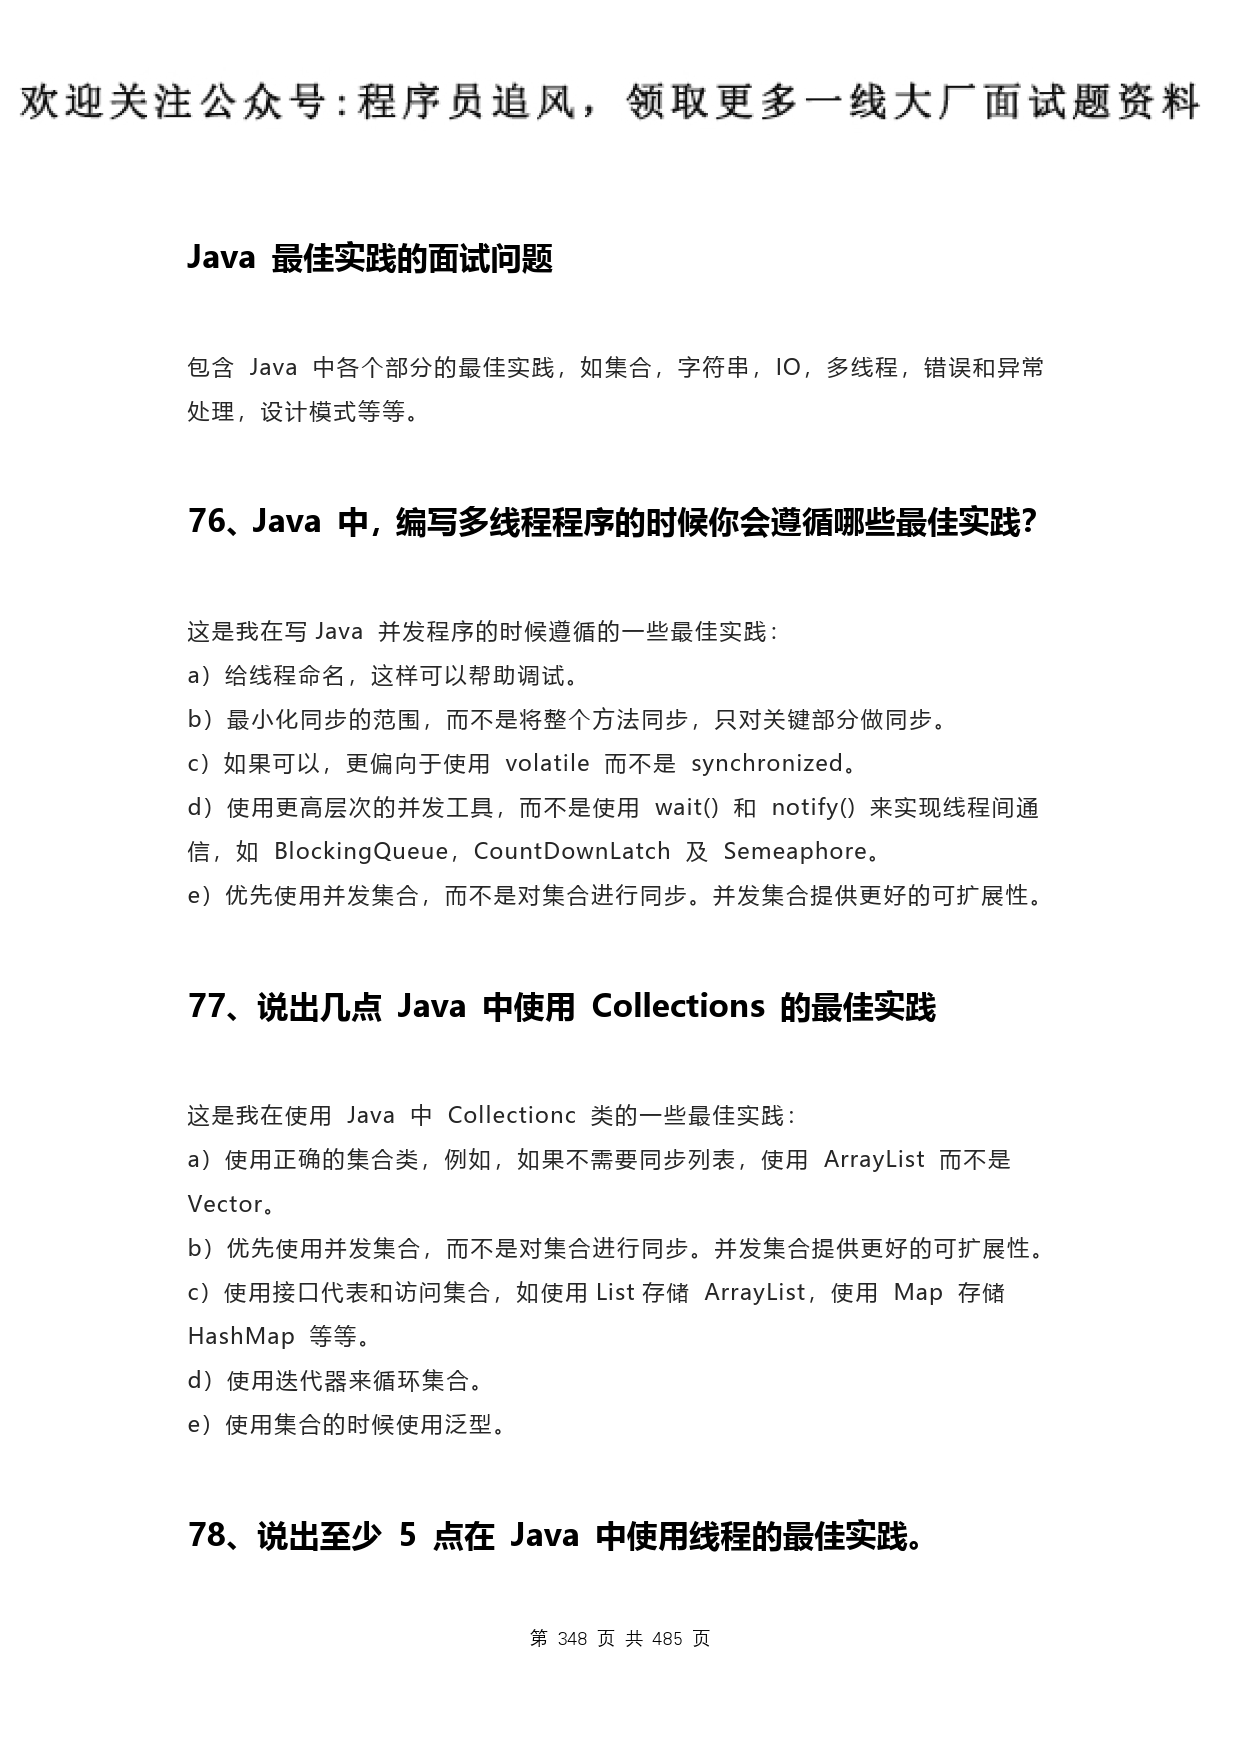 欢迎关注公众号:程序员追风，领取更多一线大厂面试题资料
Java 最佳实践的面试问题
包含 Java 中各个部分的最佳实践，如集合，字符串，IO，多线程，错误和异常
处理，设计模式等等。
76、Java 中，编写多线程程序的时候你会遵循哪些最佳实践？
这是我在写 Java 并发程序的时候遵循的一些最佳实践：
a）给线程命名，这样可以帮助调试。
b）最小化同步的范围，而不是将整个方法同步，只对关键部分做同步。
c）如果可以，更偏向于使用 volatile 而不是 synchronized。
d）使用更高层次的并发工具，而不是使用 wait() 和 notify() 来实现线程间通
信，如 BlockingQueue，CountDownLatch 及 Semeaphore。
e）优先使用并发集合，而不是对集合进行同步。并发集合提供更好的可扩展性。
77、说出几点 Java 中使用 Collections 的最佳实践
这是我在使用 Java 中 Collectionc 类的一些最佳实践：
a）使用正确的集合类，例如，如果不需要同步列表，使用 ArrayList 而不是
Vector。
b）优先使用并发集合，而不是对集合进行同步。并发集合提供更好的可扩展性。
c）使用接口代表和访问集合，如使用 List 存储 ArrayList，使用 Map 存储
HashMap 等等。
d）使用迭代器来循环集合。
e）使用集合的时候使用泛型。
78、说出至少 5 点在 Java 中使用线程的最佳实践。
第 348 页 共 485 页